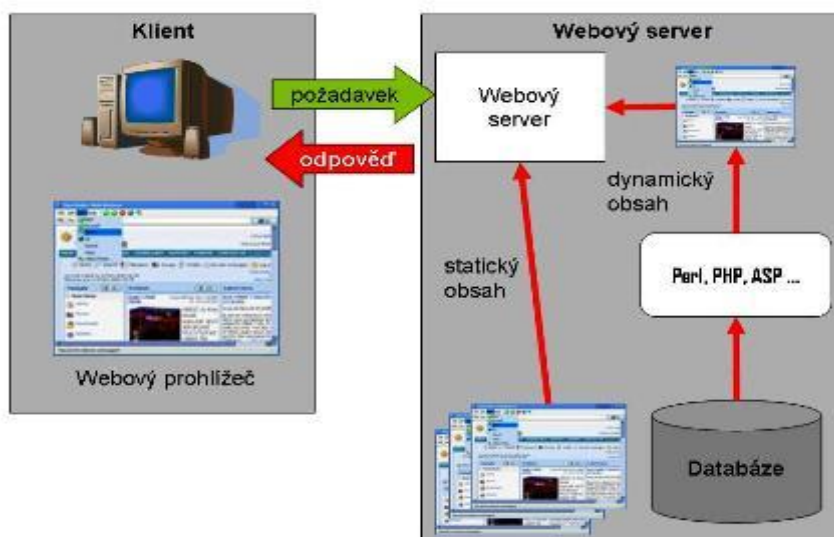 Klient
požadavek
odpověď
Webový prohlížeč
Webový server
Webový
server
dynamický
obsah
statický
obsah
Perl, PHP, ASP ...
Databáze